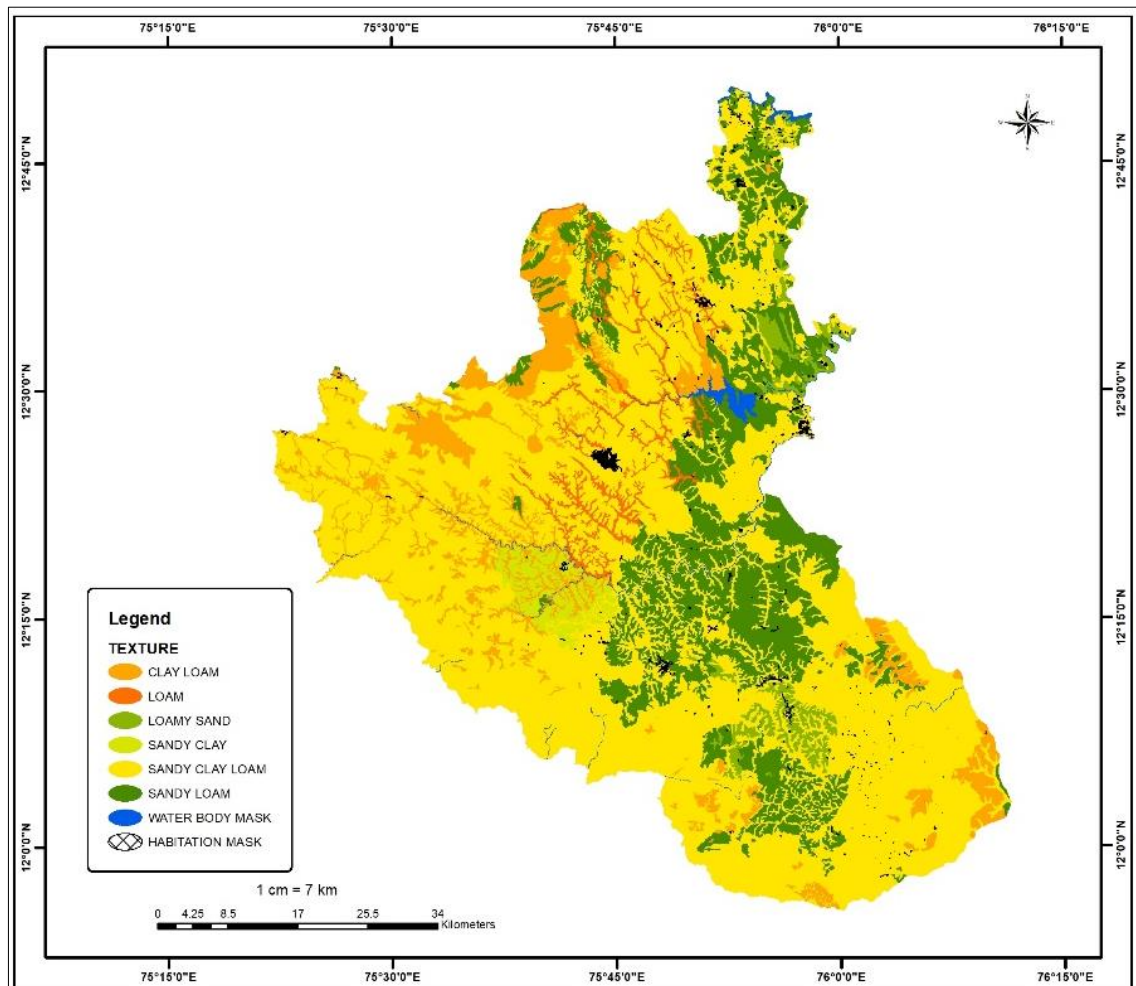 75°15'0"E 75°30'0"E 75°45'0"E 76°0'0"E 76°15'0"E
12°45'0"N 12°45'0"N
12°30'0"N 12°30'0"N
12°15'0"N 12°15'0"N
12°0'0"N 12°0'0"N
Legend
TEXTURE
CLAY LOAM
LOAM
LOAMY SAND
SANDY CLAY
SANDY CLAY LOAM
SANDY LOAM
WATER BODY MASK
HABITATION MASK
1 cm = 7 km
0 4.25 8.5 17 25.5 34
Kilometers
75°15'0"E 75°30'0"E 75°45'0"E 76°0'0"E 76°15'0"E